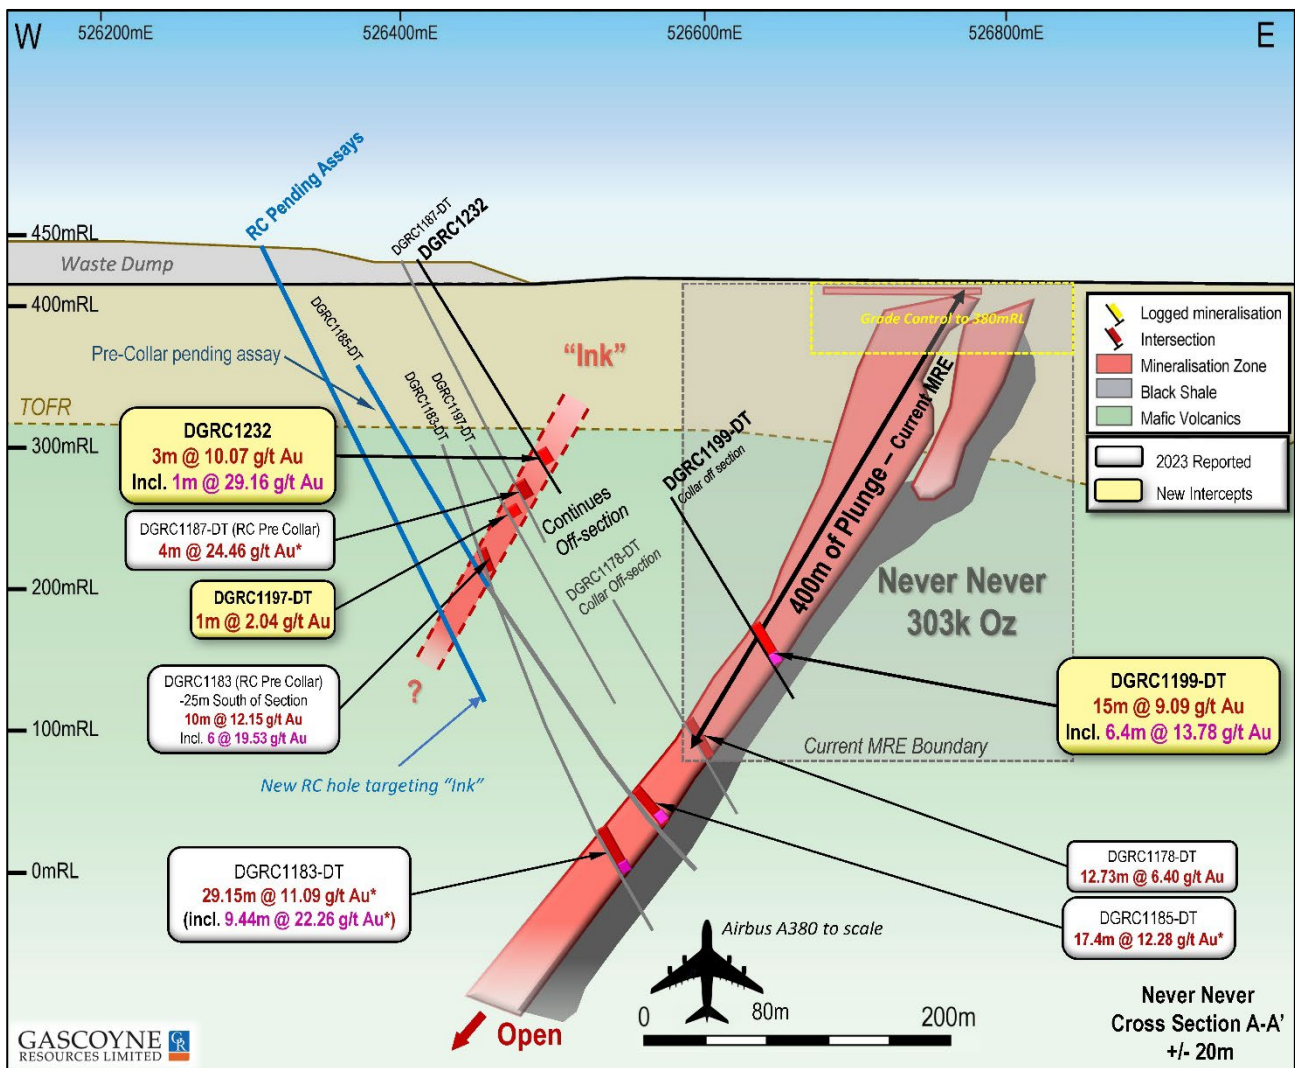 W
526200mE
526400mE
526600mE
526800mE
E
RC Pending Assays
DGRC1187-DT
DGRC1232
450mRL
Waste Dump
400mRL
Grade Control to 380mRL
Logged mineralisation
Intersection
Mineralisation Zone
Black Shale
Mafic Volcanics
2023 Reported
New Intercepts
DGRC1185-DT
Pre-Collar pending assay
"Ink"
DGRC1197-DT
DGRC1183-DT
TOFR
300mRL
DGRC1232
3m @ 10.07 g/t Au
Incl. 1m @ 29.16 g/t Au
DGRC1187-DT (RC Pre Collar)
4m @ 24.46 g/t Au*
DGRC1197-DT
1m @ 2.04 g/t Au
DGRC1183 (RC Pre Collar)
-25m South of Section
10m @ 12.15 g/t Au
Incl. 6 @ 19.53 g/t Au
Continues
Off-section
DGRC1178-DT
Collar Off-section
DGRC1199-DT
Collar off section
400m of Plunge – Current MRE
Never Never
303k Oz
200mRL
?
DGRC1199-DT
15m @ 9.09 g/t Au
Incl. 6.4m @ 13.78 g/t Au
100mRL
Current MRE Boundary
New RC hole targeting "Ink"
0mRL
DGRC1183-DT
29.15m @ 11.09 g/t Au*
(incl. 9.44m @ 22.26 g/t Au*)
DGRC1178-DT
12.73m @ 6.40 g/t Au
DGRC1185-DT
17.4m @ 12.28 g/t Au*
Airbus A380 to scale
80m
0
200m
Open
Never Never
Cross Section A-A'
+/- 20m
GASCOYNE
RESOURCES LIMITED
GR